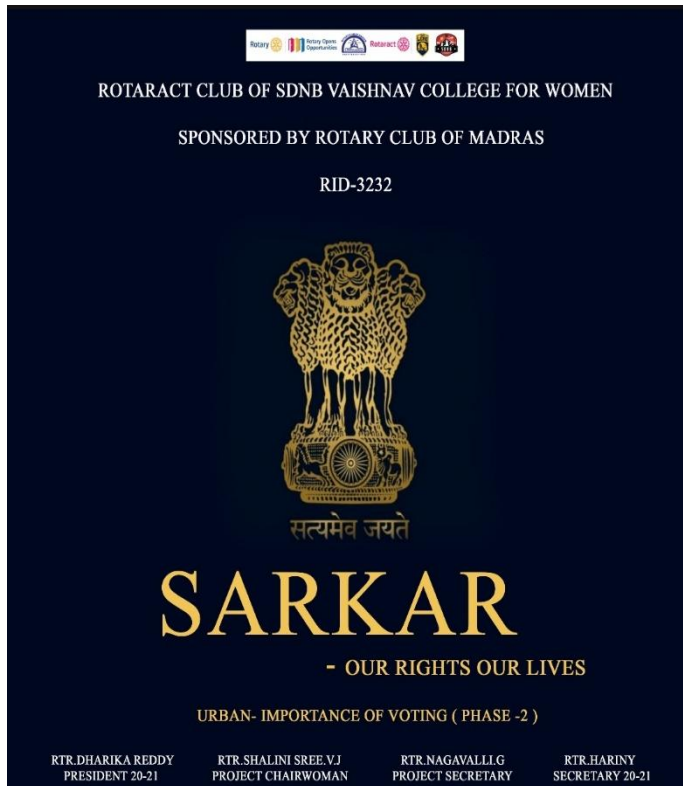 Rotary
Rotary Opens
Opportunities
Rotaract
ROTARACT CLUB OF SDNB VAISHNAV COLLEGE FOR WOMEN
SPONSORED BY ROTARY CLUB OF MADRAS
RID-3232
सत्यमेव जयते
SARKAR
- OUR RIGHTS OUR LIVES
URBAN- IMPORTANCE OF VOTING ( PHASE -2 )
RTR.DHARIKA REDDY
PRESIDENT 20-21
RTR.SHALINI SREE.V.J
PROJECT CHAIRWOMAN
RTR.NAGAVALLI.G
PROJECT SECRETARY
RTR.HARINY
SECRETARY 20-21